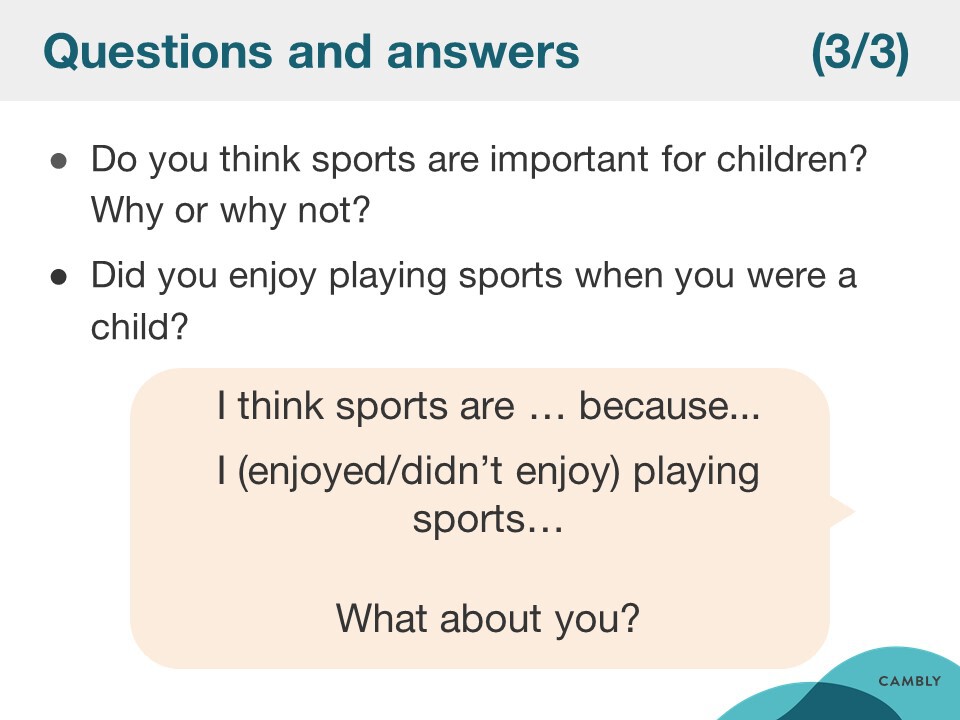 Questions and answers (3/3)
● Do you think sports are important for children?
Why or why not?
● Did you enjoy playing sports when you were a
child?
I think sports are … because...
I (enjoyed/didn’t enjoy) playing
sports…
What about you?
CAMBLY